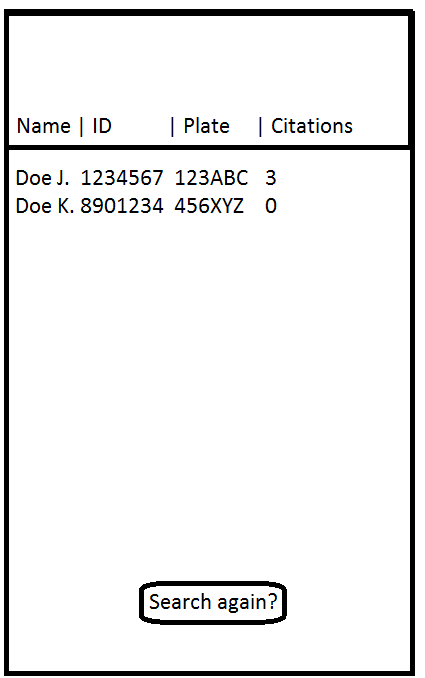 Name | ID | Plate | Citations
Doe J. 1234567 123ABC 3
Doe K. 8901234 456XYZ 0
Search again?